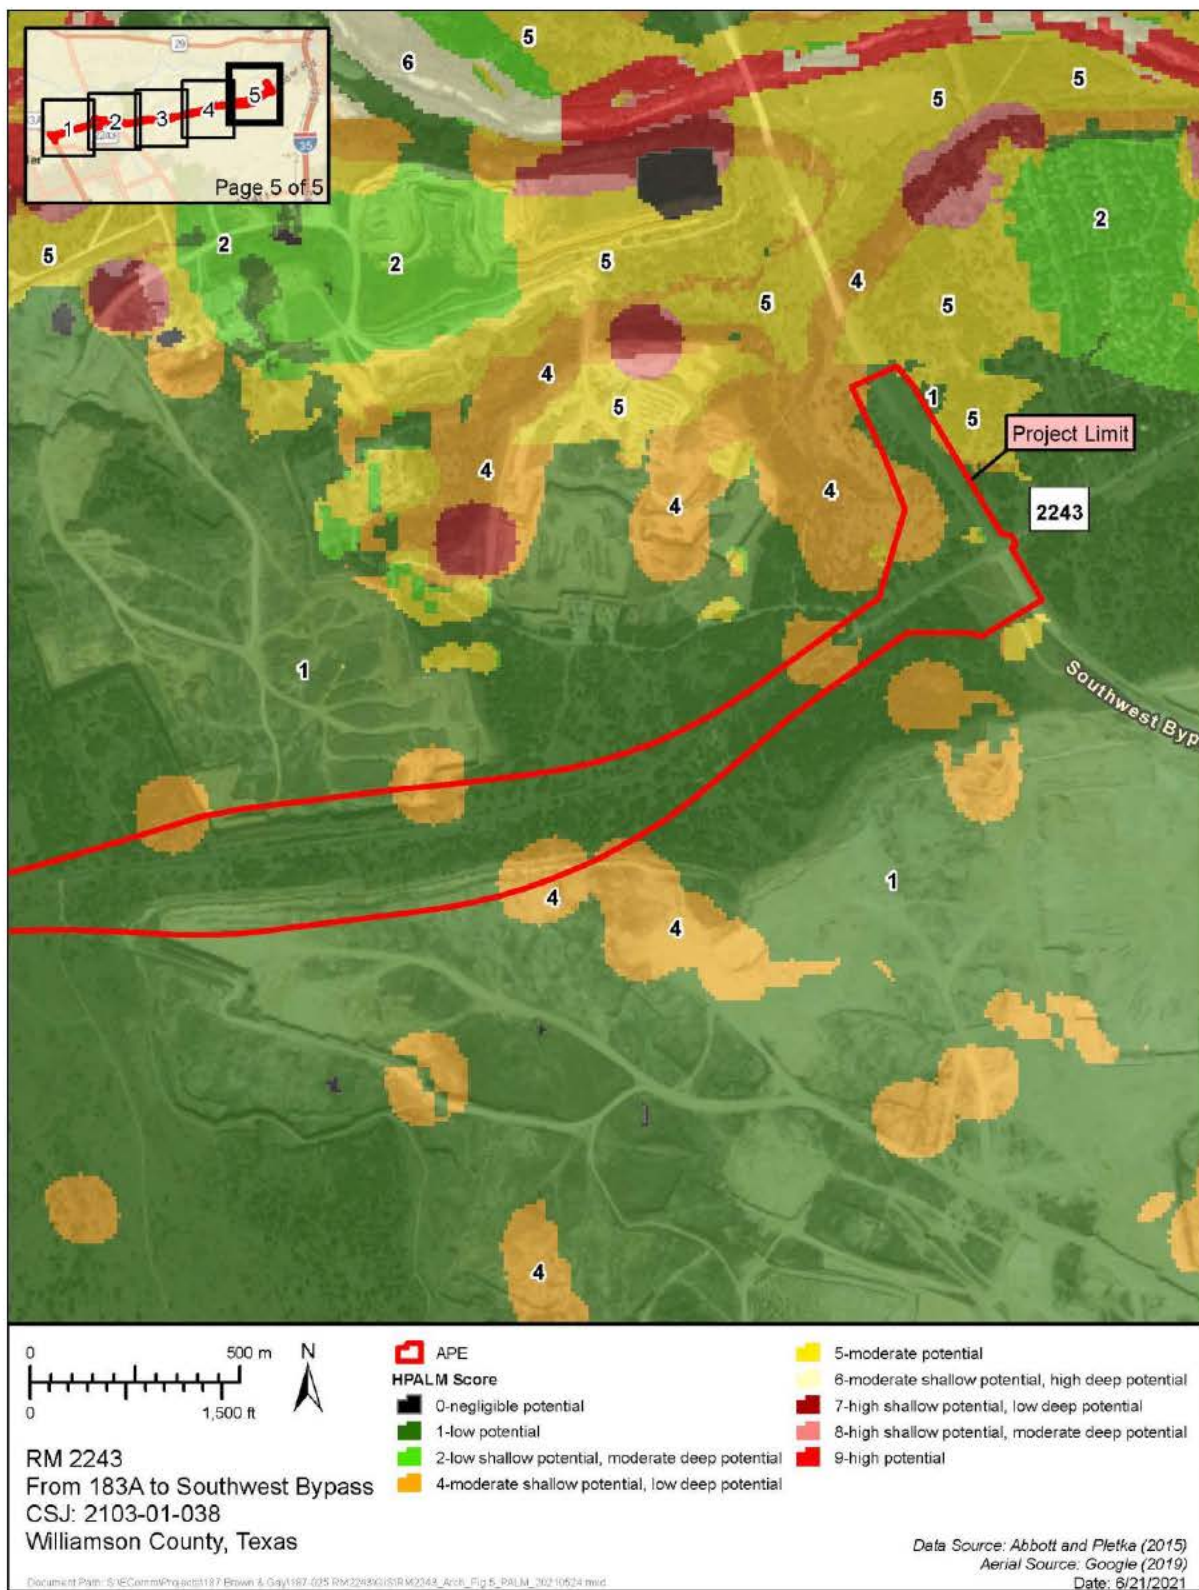 6
5
5
5
29
1
2
3
4
5
35
Page 5 of 5
2
2
2
5
5
5
4
5
4
5
1
5
Project Limit
4
4
4
2243
1
Southwest Byp
1
4
4
4
0 500 m
0 1,500 ft
N
RM 2243
From 183A to Southwest Bypass
CSJ: 2103-01-038
Williamson County, Texas
APE
HPALM Score
0-negligible potential
1-low potential
2-low shallow potential, moderate deep potential
4-moderate shallow potential, low deep potential
5-moderate potential
6-moderate shallow potential, high deep potential
7-high shallow potential, low deep potential
8-high shallow potential, moderate deep potential
9-high potential
Data Source: Abbott and Pletka (2015)
Aerial Source: Google (2019)
Date: 6/21/2021